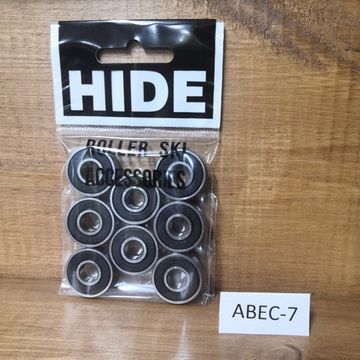 HIDE
ROLLER SKI
ACCESSORIES
ABEC-7